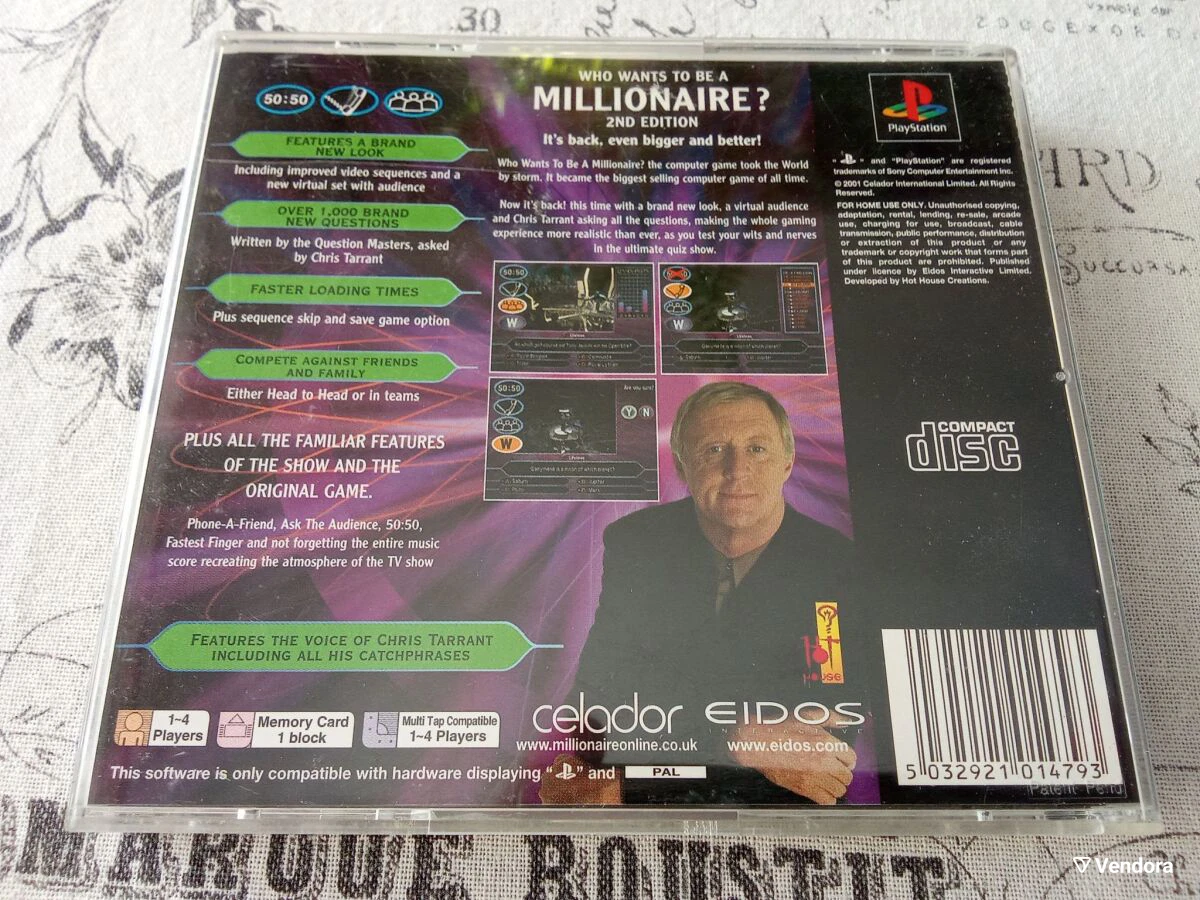 30
50:50
FEATURES A BRAND
NEW LOOK
Including improved video sequences and a
new virtual set with audience
OVER 1,000 BRAND
NEW QUESTIONS
Written by the Question Masters, asked
by Chris Tarrant
FASTER LOADING TIMES
Plus sequence skip and save game option
COMPETE AGAINST FRIENDS
AND FAMILY
Either Head to Head or in teams
PLUS ALL THE FAMILIAR FEATURES
OF THE SHOW AND THE
ORIGINAL GAME.
Phone-A-Friend, Ask The Audience, 50:50,
Fastest Finger and not forgetting the entire music
score recreating the atmosphere of the TV show
FEATURES THE VOICE OF CHRIS TARRANT
INCLUDING ALL HIS CATCHPHRASES
WHO WANTS TO BE A
MILLIONAIRE?
2ND EDITION
It's back, even bigger and better!
Who Wants To Be A Millionaire? the computer game took the World
by storm. It became the biggest selling computer game of all time.
Now it's back! this time with a brand new look, a virtual audience
and Chris Tarrant asking all the questions, making the whole gaming
experience more realistic than ever, as you test your wits and nerves
in the ultimate quiz show.
50:50
W
W
50:50
W
Are you sure?
Y N
Ganymede is a moon of which planet?
PlayStation
" " and "PlayStation" are registered
trademarks of Sony Computer Entertainment Inc.
© 2001 Celador International Limited. All Rights
Reserved.
FOR HOME USE ONLY. Unauthorised copying,
adaptation, rental, lending, re-sale, arcade
use, charging for use, broadcast, cable
transmission, public performance, distribution
or extraction of this product or any
trademark or copyright work that forms part
of this product are prohibited. Published
under licence by Eidos Interactive Limited.
Developed by Hot House Creations.
COMPACT
disc
HOT
HOUSE
celador
EIDOS
INTERACTIVE
www.millionaireonline.co.uk
www.eidos.com
1~4
Players
Memory Card
1 block
Multi Tap Compatible
1~4 Players
This software is only compatible with hardware displaying " " and PAL
5 032921 014793
Vendora